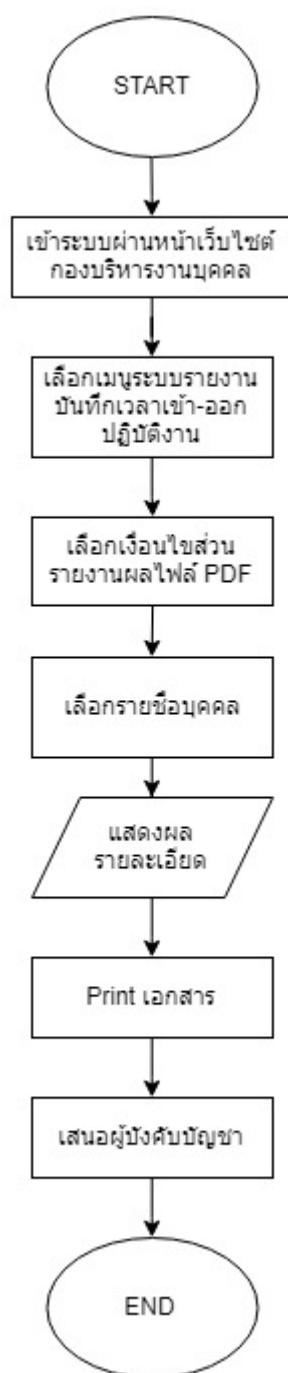 START
เข้าระบบผ่านหน้าเว็บไซต์
กองบริหารงานบุคคล
เลือกเมนูระบบรายงาน
บันทึกเวลาเข้า-ออก
ปฏิบัติงาน
เลือกเงื่อนไขส่วน
รายงานผลไฟล์ PDF
เลือกรายชื่อบุคคล
แสดงผล
รายละเอียด
Print เอกสาร
เสนอผู้บังคับบัญชา
END